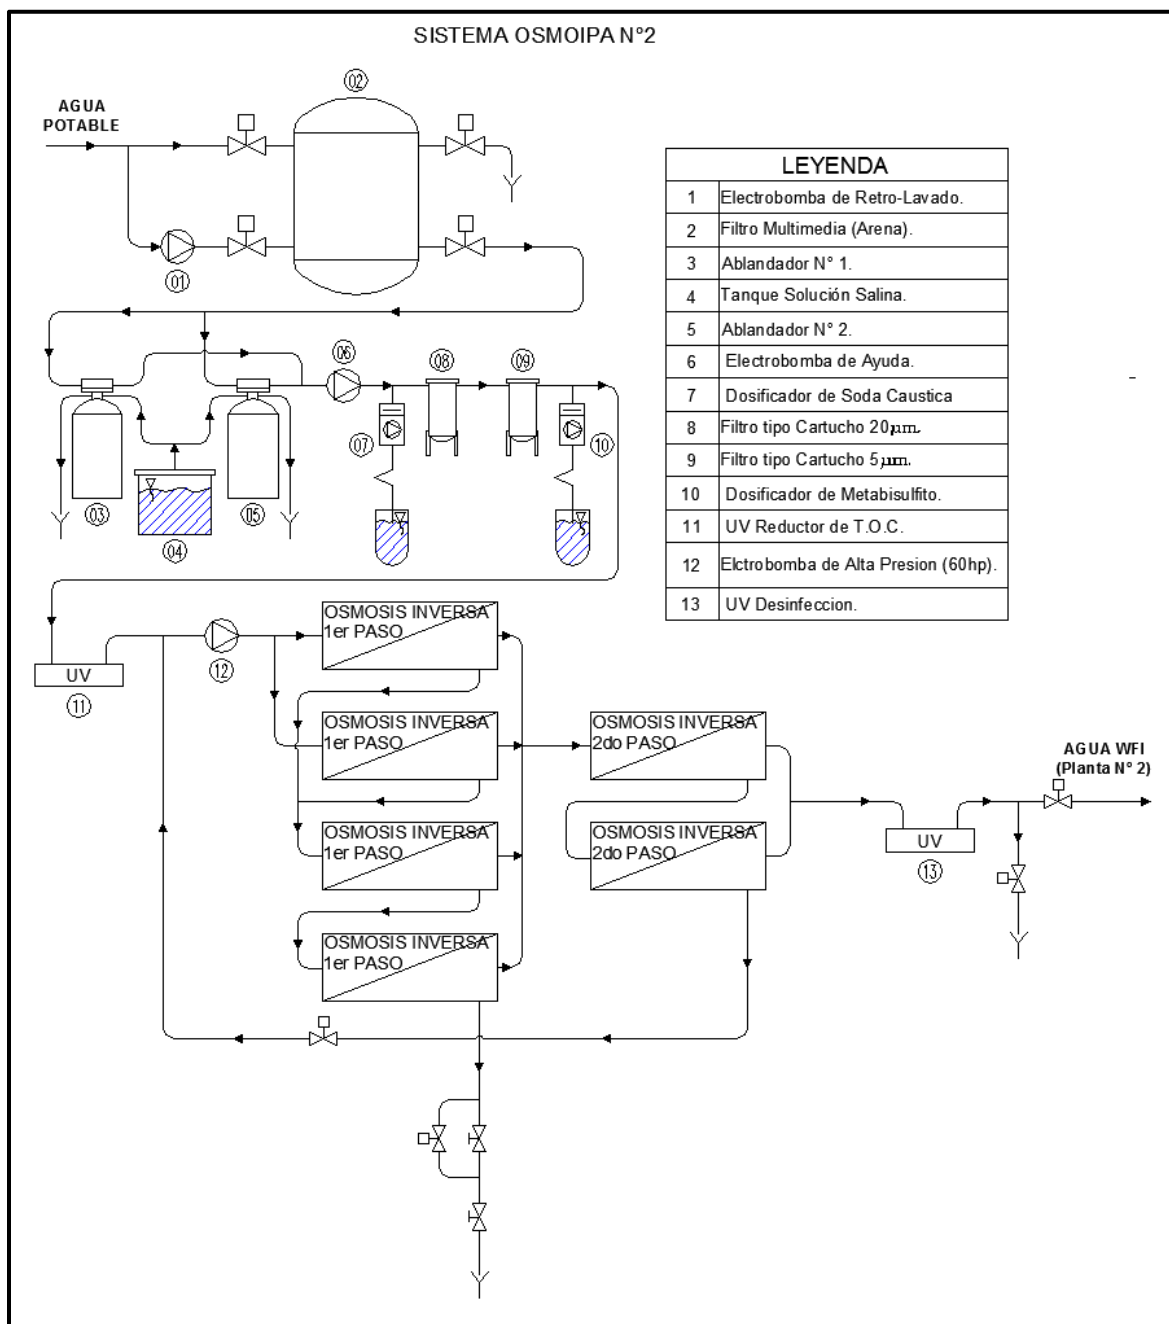 SISTEMA OSMOIPA N°2
02
AGUA
POTABLE
01
LEYENDA
1 Electrobomba de Retro-Lavado.
2 Filtro Multimedia (Arena).
3 Ablandador N° 1.
4 Tanque Solución Salina.
5 Ablandador N° 2.
6 Electrobomba de Ayuda.
7 Dosificador de Soda Caustica
8 Filtro tipo Cartucho 20μm.
9 Filtro tipo Cartucho 5μm.
10 Dosificador de Metabisulfito.
11 UV Reductor de T.O.C.
12 Elctrobomba de Alta Presion (60hp).
13 UV Desinfeccion.
06
08
09
07
10
03
05
04
OSMOSIS INVERSA
1er PASO
12
UV
11
OSMOSIS INVERSA
1er PASO
OSMOSIS INVERSA
2do PASO
AGUA WFI
(Planta N° 2)
OSMOSIS INVERSA
1er PASO
OSMOSIS INVERSA
2do PASO
UV
13
OSMOSIS INVERSA
1er PASO